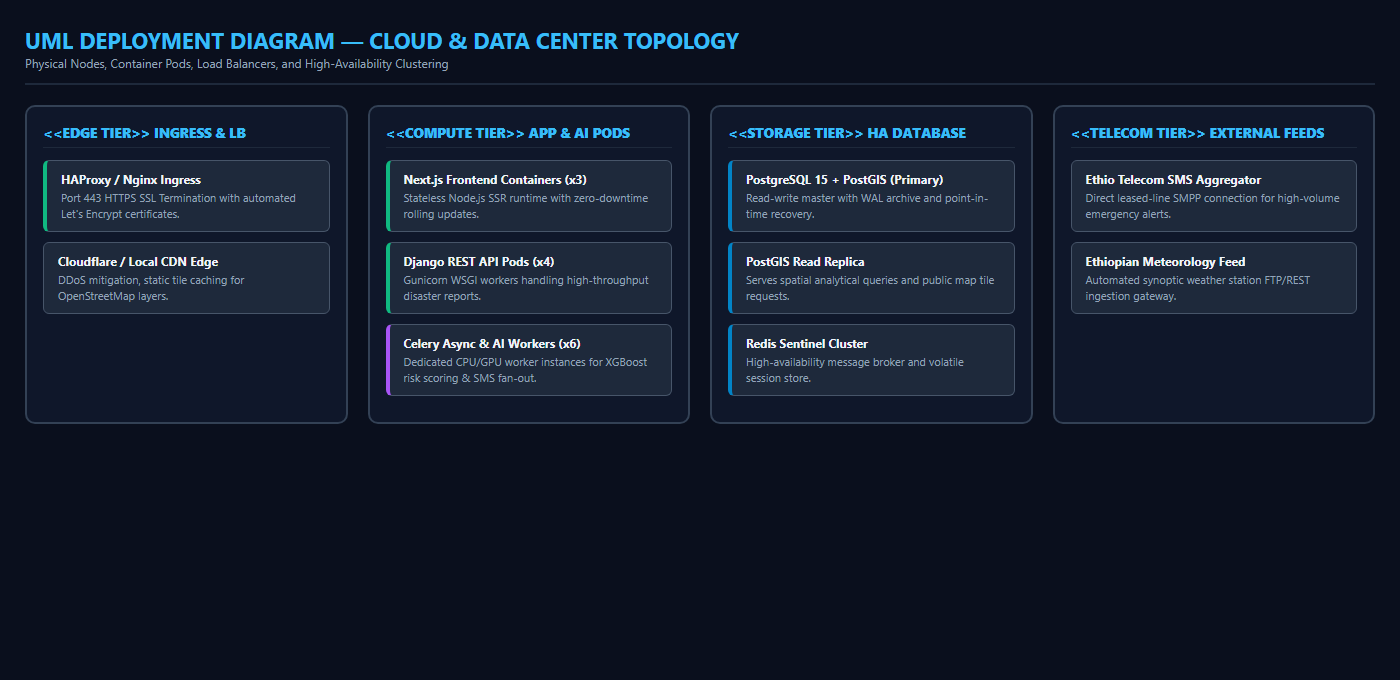 UML DEPLOYMENT DIAGRAM — CLOUD & DATA CENTER TOPOLOGY
Physical Nodes, Container Pods, Load Balancers, and High-Availability Clustering
<<EDGE TIER>> INGRESS & LB
HAProxy / Nginx Ingress
Port 443 HTTPS SSL Termination with automated
Let's Encrypt certificates.
Cloudflare / Local CDN Edge
DDoS mitigation, static tile caching for
OpenStreetMap layers.
<<COMPUTE TIER>> APP & AI PODS
Next.js Frontend Containers (x3)
Stateless Node.js SSR runtime with zero-downtime
rolling updates.
Django REST API Pods (x4)
Gunicorn WSGI workers handling high-throughput
disaster reports.
Celery Async & AI Workers (x6)
Dedicated CPU/GPU worker instances for XGBoost
risk scoring & SMS fan-out.
<<STORAGE TIER>> HA DATABASE
PostgreSQL 15 + PostGIS (Primary)
Read-write master with WAL archive and point-in-
time recovery.
PostGIS Read Replica
Serves spatial analytical queries and public map tile
requests.
Redis Sentinel Cluster
High-availability message broker and volatile
session store.
<<TELECOM TIER>> EXTERNAL FEEDS
Ethio Telecom SMS Aggregator
Direct leased-line SMPP connection for high-volume
emergency alerts.
Ethiopian Meteorology Feed
Automated synoptic weather station FTP/REST
ingestion gateway.